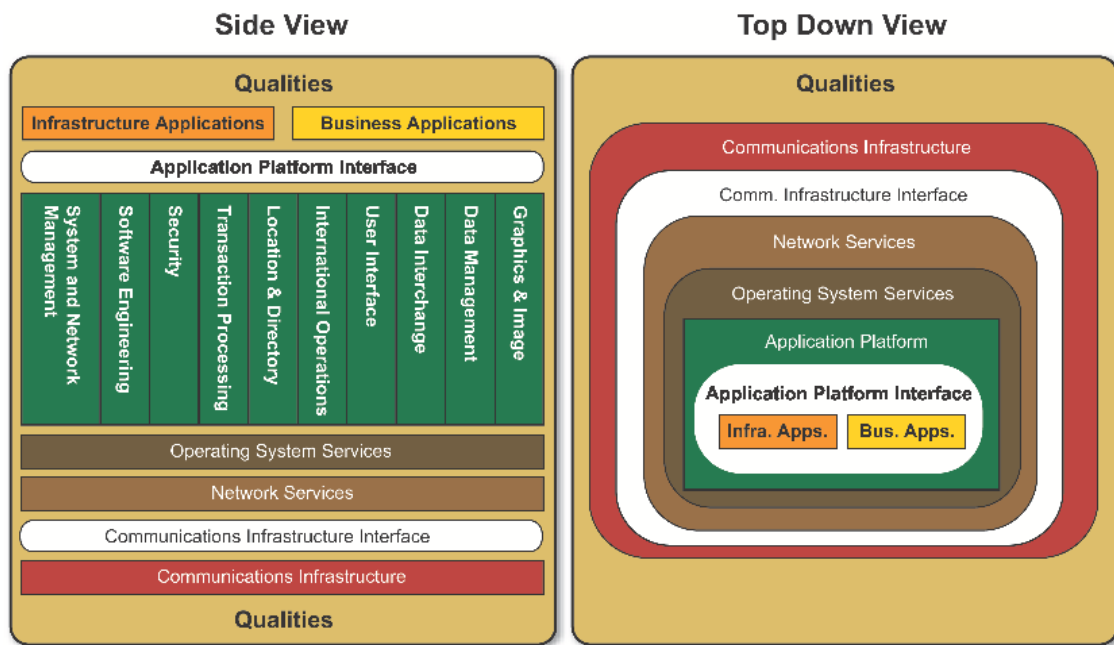 Side View
Qualities
Infrastructure Applications
Business Applications
Application Platform Interface
System and Network
Management
Software Engineering
Security
Transaction Processing
Location & Directory
International Operations
User Interface
Data Interchange
Data Management
Graphics & Image
Operating System Services
Network Services
Communications Infrastructure Interface
Communications Infrastructure
Qualities
Top Down View
Qualities
Communications Infrastructure
Comm. Infrastructure Interface
Network Services
Operating System Services
Application Platform
Application Platform Interface
Infra. Apps.
Bus. Apps.